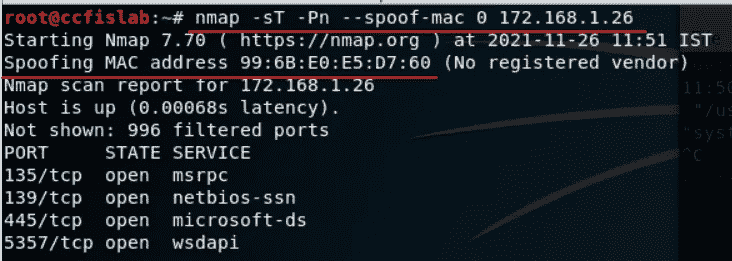 root@ccfislab:~# nmap -sT -Pn --spoof-mac 0 172.168.1.26
Starting Nmap 7.70 ( https://nmap.org ) at 2021-11-26 11:51 IST
Spoofing MAC address 99:6B:E0:E5:D7:60 (No registered vendor)
Nmap scan report for 172.168.1.26
Host is up (0.00068s latency).
Not shown: 996 filtered ports
PORT     STATE SERVICE
135/tcp  open  msrpc
139/tcp  open  netbios-ssn
445/tcp  open  microsoft-ds
5357/tcp open  wsdapi
"/us
"syst
^C